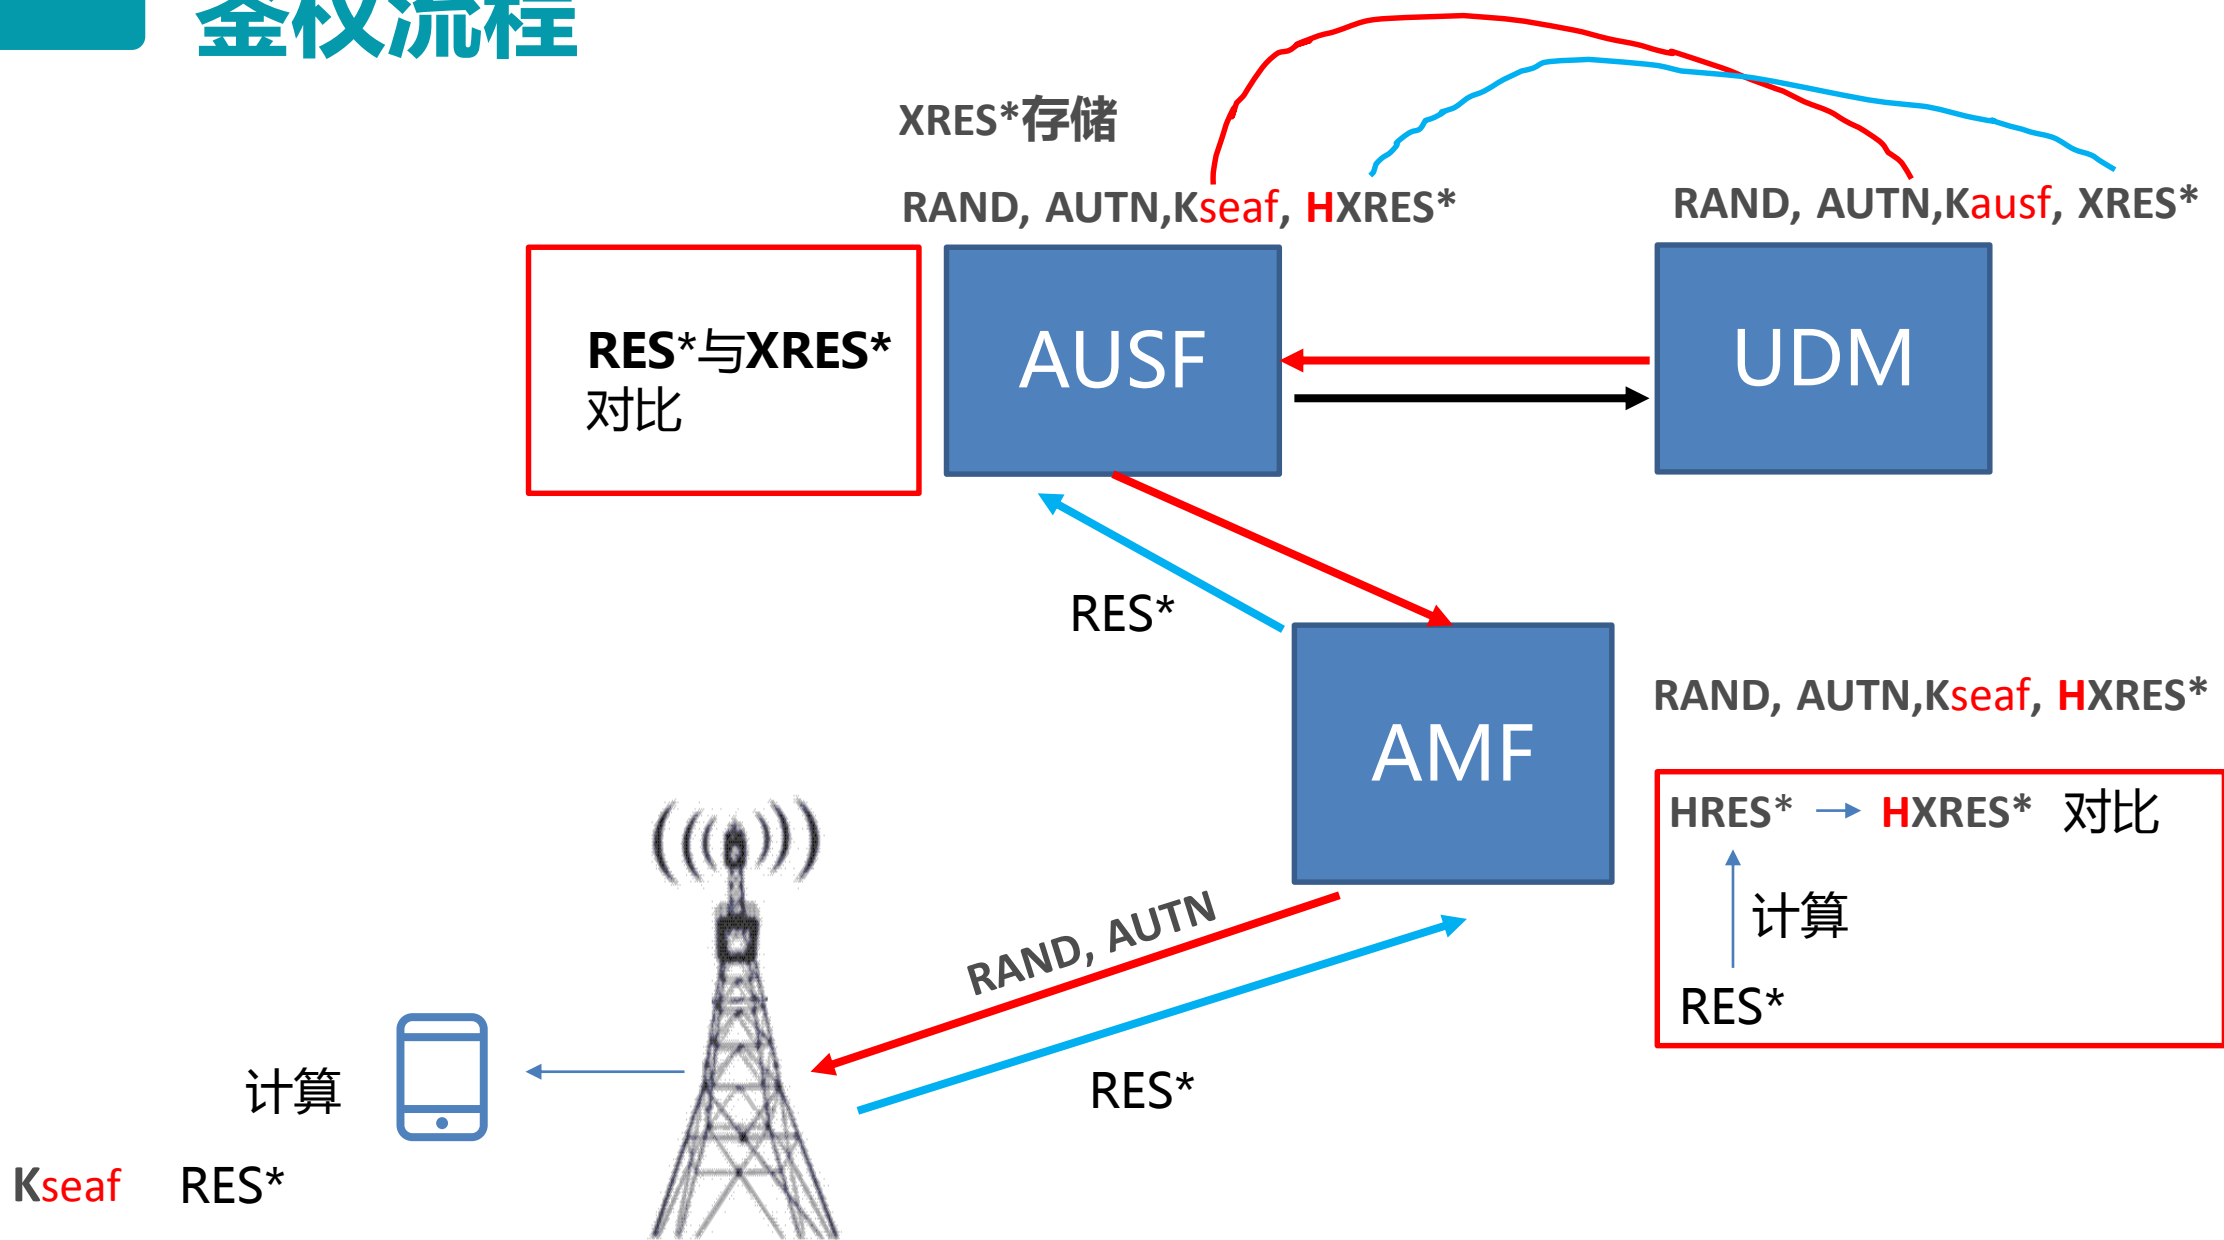 鉴权流程
XRES*存储
RAND, AUTN,Kseaf, HXRES*
RAND, AUTN,Kausf, XRES*
RES*与XRES*
对比
AUSF
UDM
RES*
AMF
RAND, AUTN,Kseaf, HXRES*
HRES* HXRES* 对比
计算
RES*
RAND, AUTN
RES*
计算
Kseaf RES*